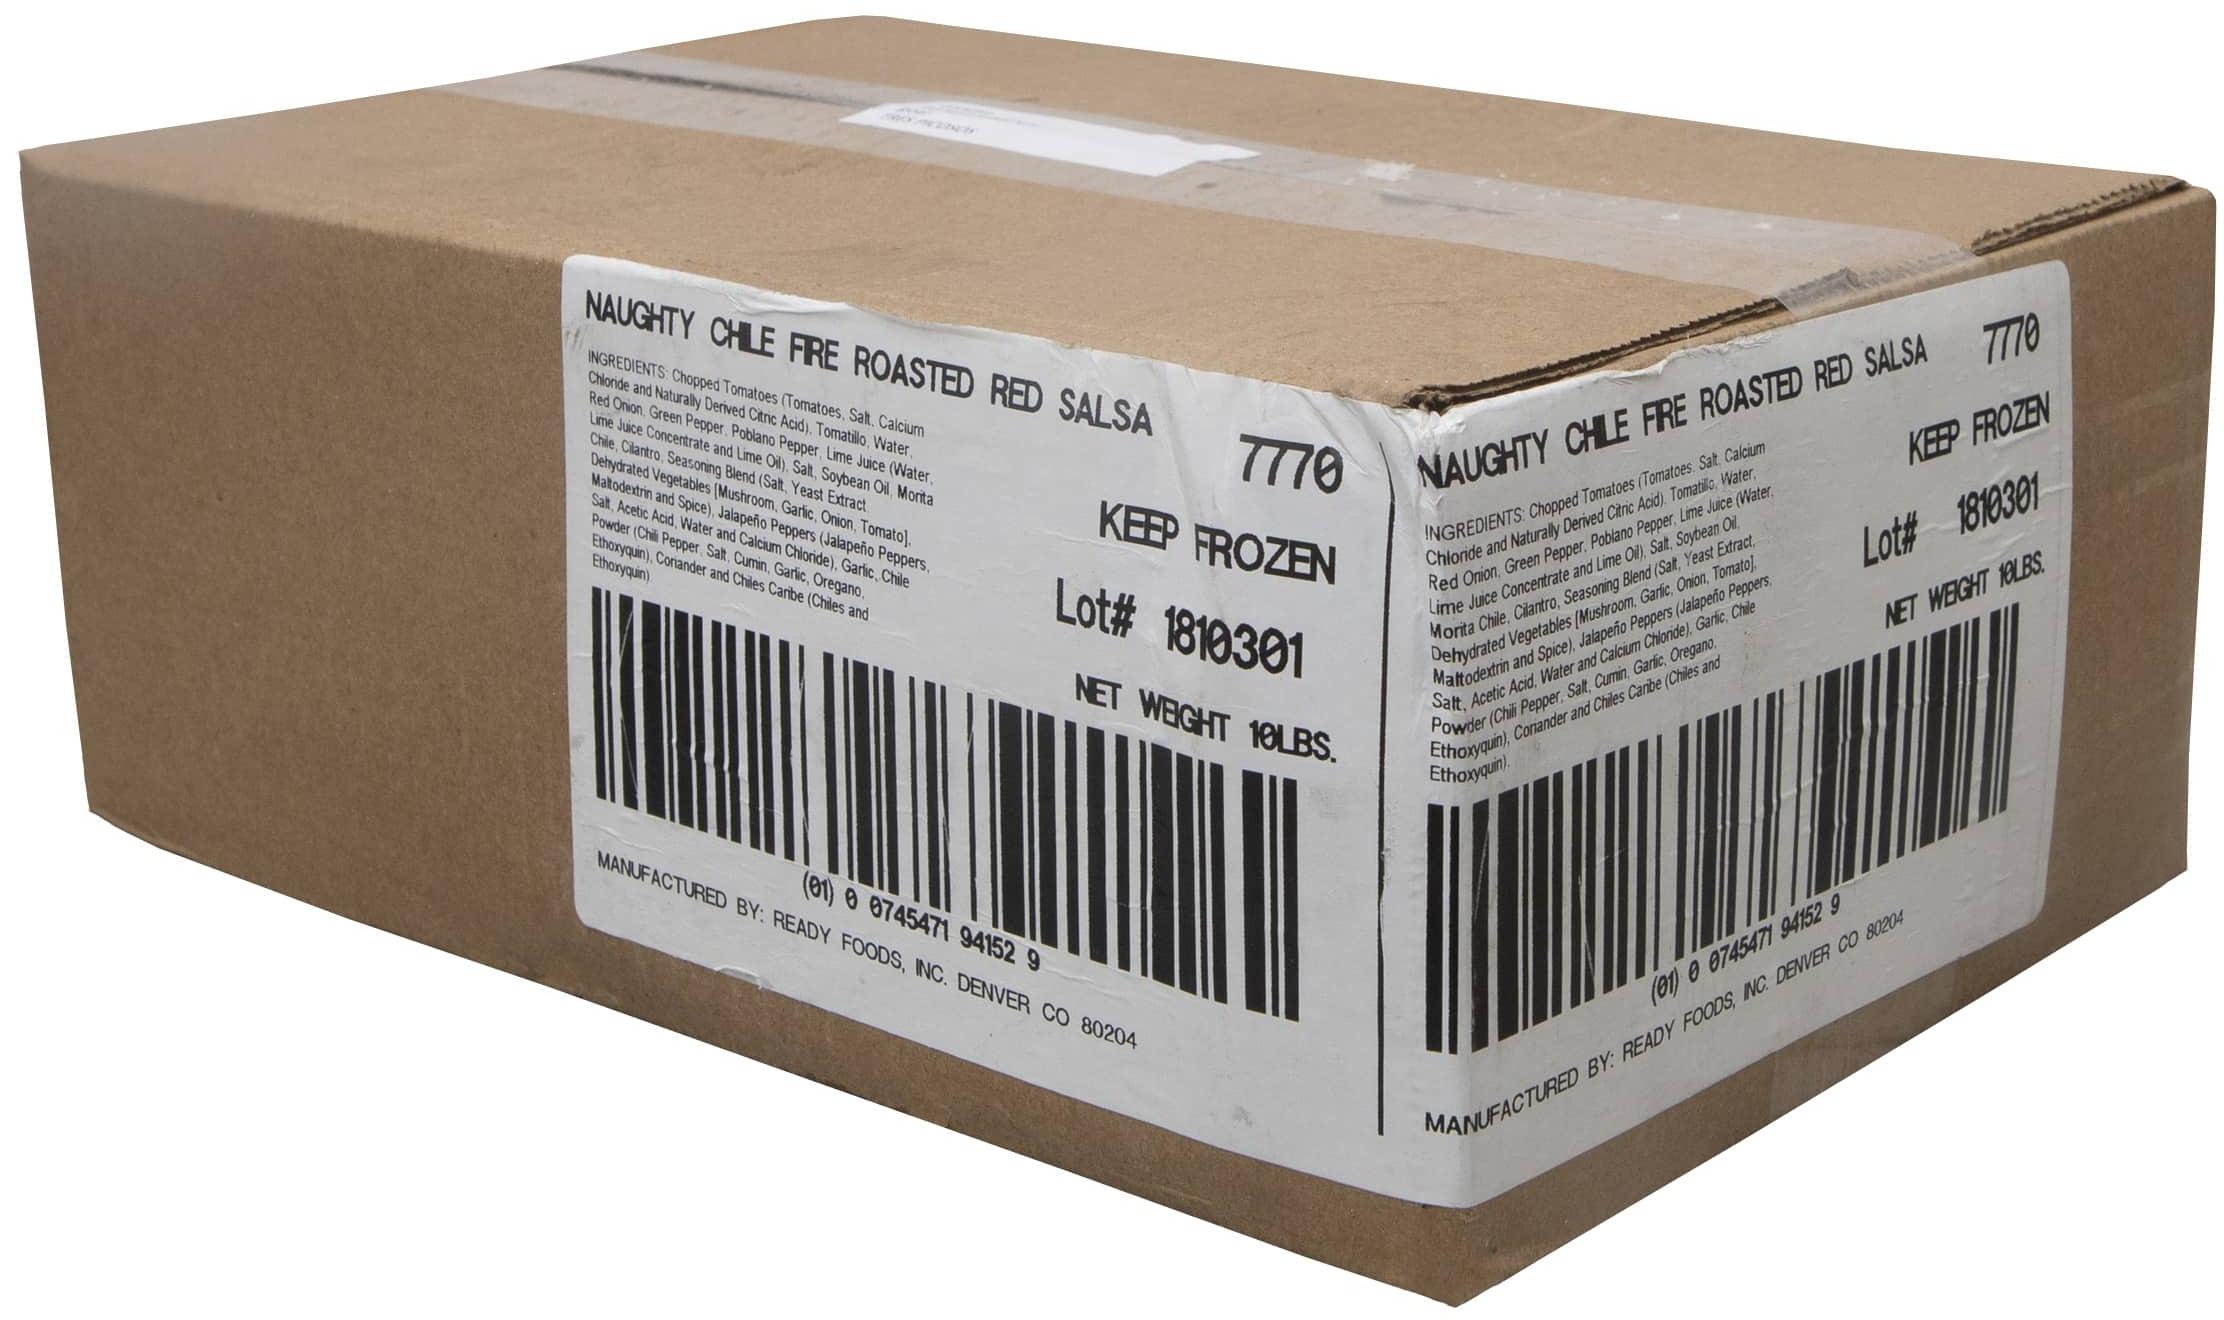 TRES PICOSOS
NAUGHTY CHILE FIRE ROASTED RED SALSA
7770
INGREDIENTS: Chopped Tomatoes (Tomatoes, Salt, Calcium
Chloride and Naturally Derived Citric Acid), Tomatillo, Water,
Red Onion, Green Pepper, Poblano Pepper, Lime Juice (Water,
Lime Juice Concentrate and Lime Oil), Salt, Soybean Oil, Morita
Chile, Cilantro, Seasoning Blend (Salt, Yeast Extract,
Dehydrated Vegetables [Mushroom, Garlic, Onion, Tomato],
Maltodextrin and Spice), Jalapeño Peppers (Jalapeño Peppers,
Salt, Acetic Acid, Water and Calcium Chloride), Garlic, Chile
Powder (Chili Pepper, Salt, Cumin, Garlic, Oregano,
Ethoxyquin), Coriander and Chiles Caribe (Chiles and
Ethoxyquin).
KEEP FROZEN
Lot# 1810301
NET WEIGHT 10LBS.
(01) 0 0745471 94152 9
MANUFACTURED BY: READY FOODS, INC. DENVER CO 80204
NAUGHTY CHILE FIRE ROASTED RED SALSA
7770
INGREDIENTS: Chopped Tomatoes (Tomatoes, Salt, Calcium
Chloride and Naturally Derived Citric Acid), Tomatillo, Water,
Red Onion, Green Pepper, Poblano Pepper, Lime Juice (Water,
Lime Juice Concentrate and Lime Oil), Salt, Soybean Oil,
Morita Chile, Cilantro, Seasoning Blend (Salt, Yeast Extract,
Dehydrated Vegetables [Mushroom, Garlic, Onion, Tomato],
Maltodextrin and Spice), Jalapeño Peppers (Jalapeño Peppers,
Salt, Acetic Acid, Water and Calcium Chloride), Garlic, Chile
Powder (Chili Pepper, Salt, Cumin, Garlic, Oregano,
Ethoxyquin), Coriander and Chiles Caribe (Chiles and
Ethoxyquin).
KEEP FROZEN
Lot# 1810301
NET WEIGHT 10LBS.
(01) 0 0745471 94152 9
MANUFACTURED BY: READY FOODS, INC. DENVER CO 80204